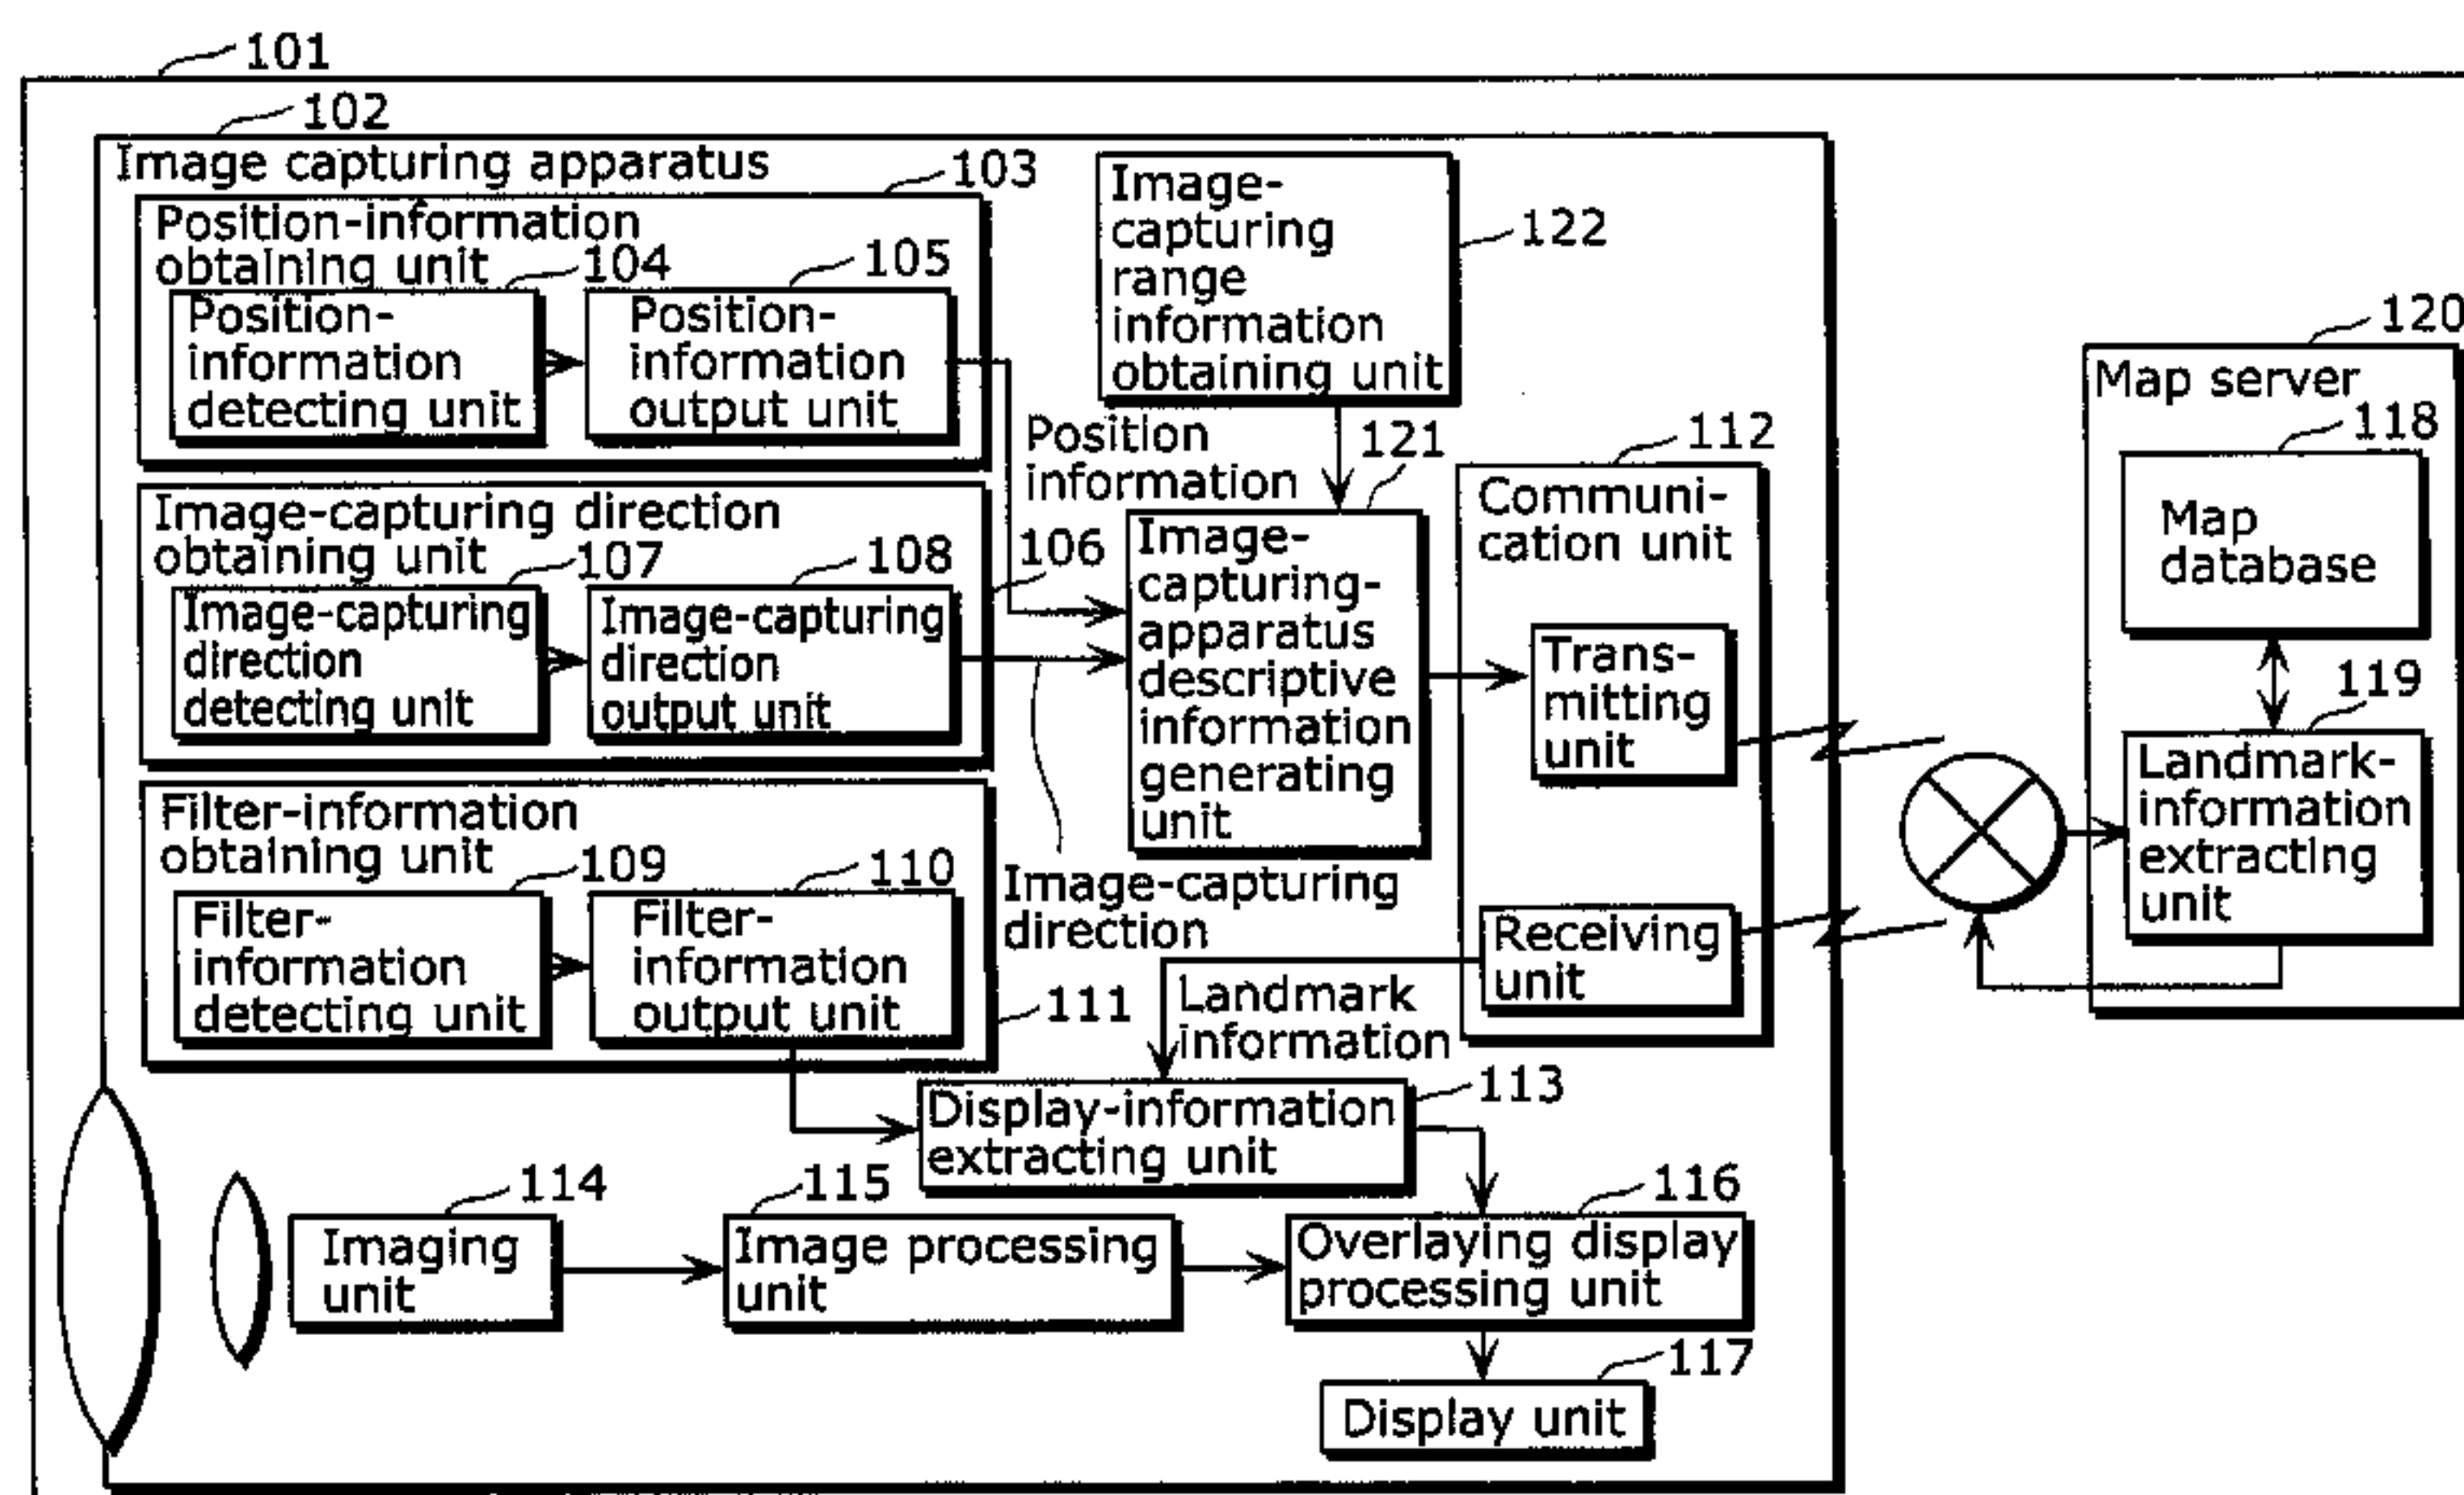 101
102
Image capturing apparatus
103
Position-information
obtaining unit
104
105
Position-
information
detecting unit
Position-
information
output unit
Image-
capturing
range
information
obtaining unit
122
Position
information
121
Image-capturing direction
obtaining unit
107
108
106
Image-capturing
direction
detecting unit
Image-capturing
direction
output unit
Image-
capturing-
apparatus
descriptive
information
generating
unit
112
Communi-
cation unit
Trans-
mitting
unit
Receiving
unit
Filter-information
obtaining unit
109
110
Filter-
information
detecting unit
Filter-
information
output unit
111
Image-capturing
direction
Landmark
information
Display-information
extracting unit
113
114
Imaging
unit
115
Image processing
unit
116
Overlaying display
processing unit
117
Display unit
120
Map server
118
Map
database
119
Landmark-
information
extracting
unit